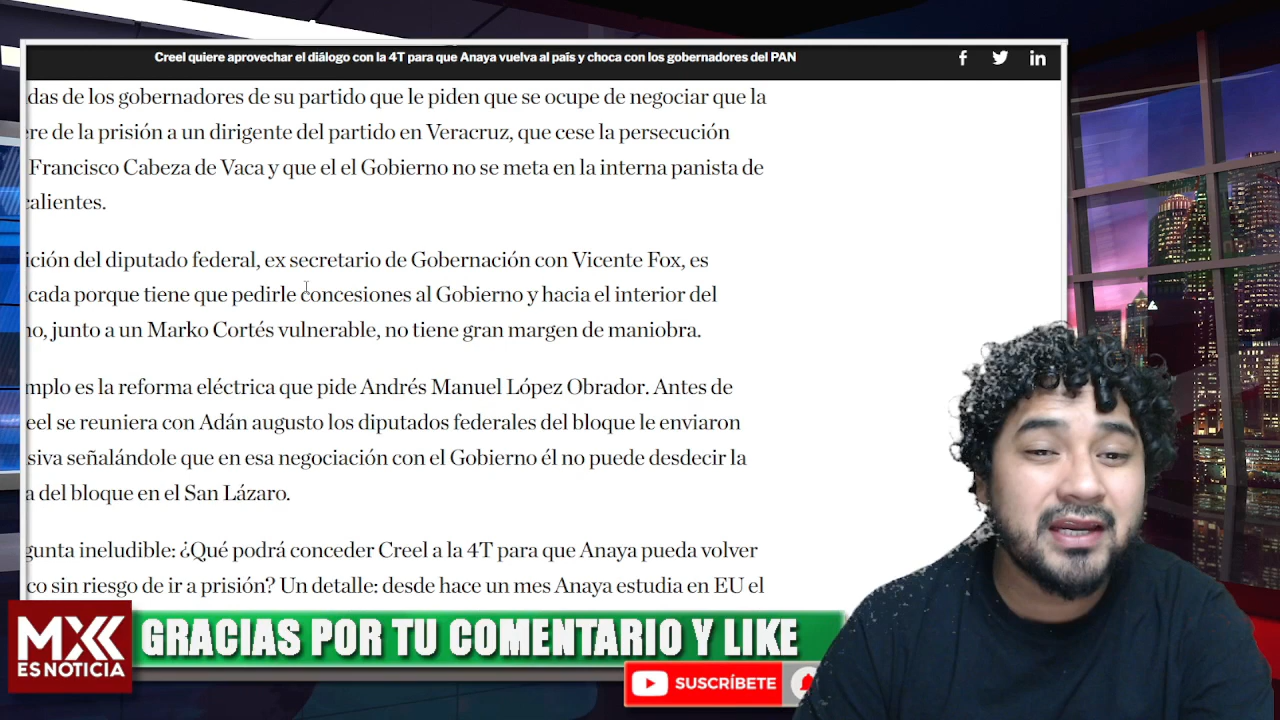 Creel quiere aprovechar el diálogo con la 4T para que Anaya vuelva al país y choca con los gobernadores del PAN
das de los gobernadores de su partido que le piden que se ocupe de negociar que la
re de la prisión a un dirigente del partido en Veracruz, que cese la persecución
Francisco Cabeza de Vaca y que el el Gobierno no se meta en la interna panista de
calientes.
ición del diputado federal, ex secretario de Gobernación con Vicente Fox, es
cada porque tiene que pedirle concesiones al Gobierno y hacia el interior del
no, junto a un Marko Cortés vulnerable, no tiene gran margen de maniobra.
mplo es la reforma eléctrica que pide Andrés Manuel López Obrador. Antes de
eel se reuniera con Adán augusto los diputados federales del bloque le enviaron
siva señalándole que en esa negociación con el Gobierno él no puede desdecir la
a del bloque en el San Lázaro.
gunta ineludible: ¿Qué podrá conceder Creel a la 4T para que Anaya pueda volver
co sin riesgo de ir a prisión? Un detalle: desde hace un mes Anaya estudia en EU el
MX
ES NOTICIA
GRACIAS POR TU COMENTARIO Y LIKE
SUSCRÍBETE